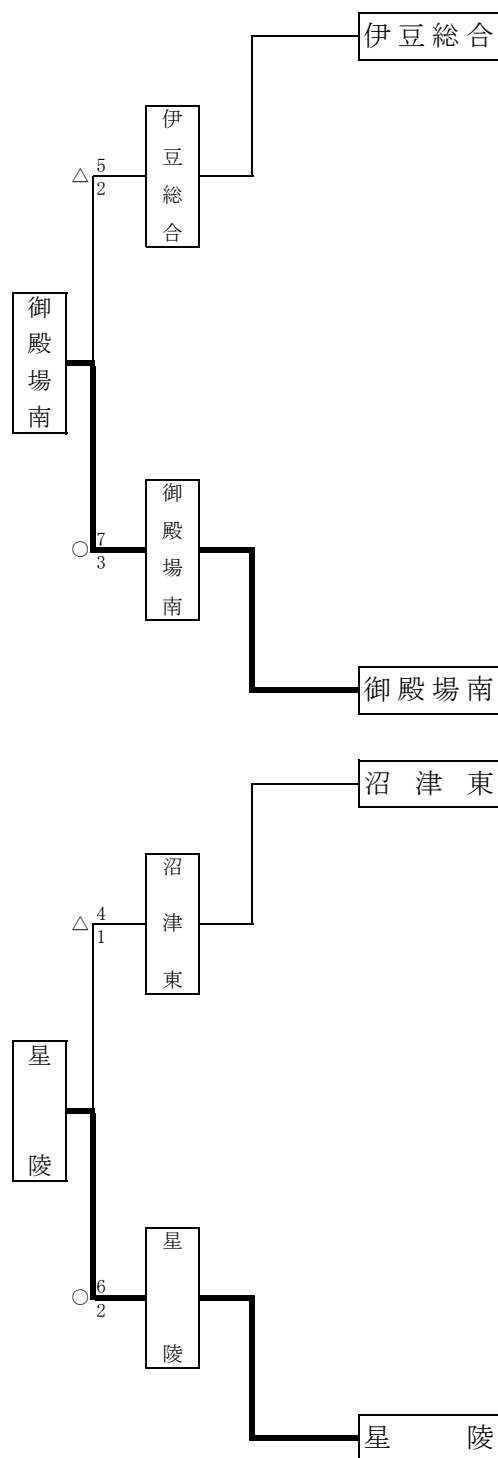 伊豆総合
伊豆総合
△ 5
2
御殿場南
○ 7
3
御殿場南
御殿場南
沼津東
沼津東
△ 4
1
星陵
○ 6
2
星陵
星陵